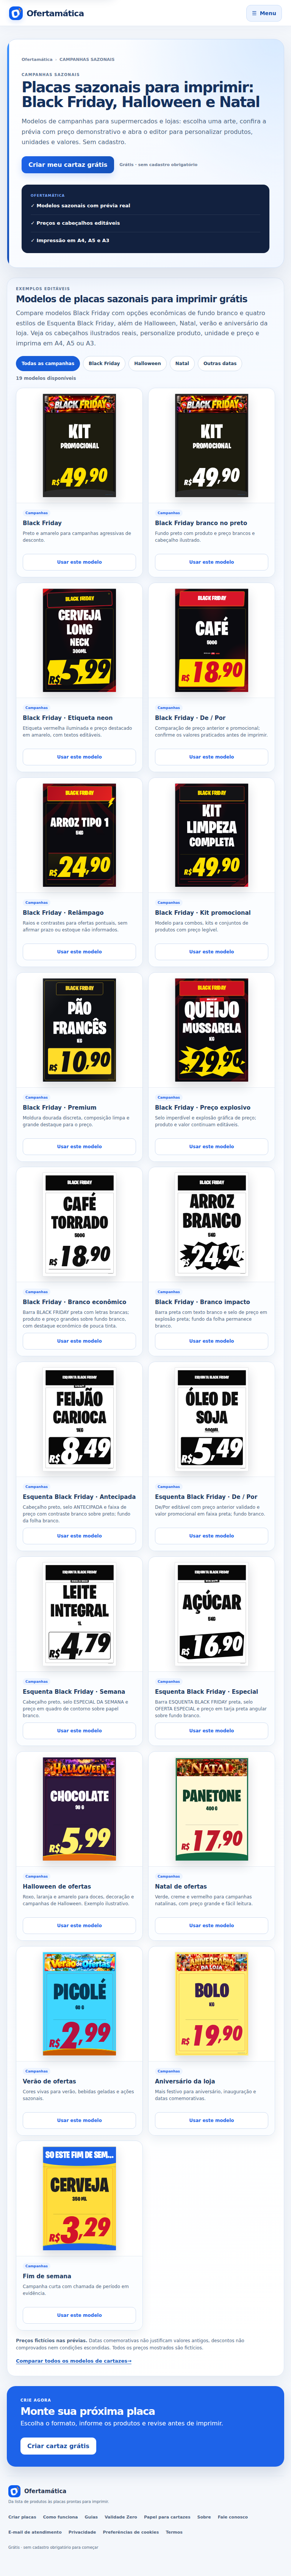 Ofertamática
☰ Menu
Ofertamática › CAMPANHAS SAZONAIS
CAMPANHAS SAZONAIS
Placas sazonais para imprimir:
Black Friday, Halloween e Natal
Modelos de campanhas para supermercados e lojas: escolha uma arte, confira a
prévia com preço demonstrativo e abra o editor para personalizar produtos,
unidades e valores. Sem cadastro.
Criar meu cartaz grátis
Grátis · sem cadastro obrigatório
OFERTAMÁTICA
✓ Modelos sazonais com prévia real
✓ Preços e cabeçalhos editáveis
✓ Impressão em A4, A5 e A3
EXEMPLOS EDITÁVEIS
Modelos de placas sazonais para imprimir grátis
Compare modelos Black Friday com opções econômicas de fundo branco e quatro
estilos de Esquenta Black Friday, além de Halloween, Natal, verão e aniversário da
loja. Veja os cabeçalhos ilustrados reais, personalize produto, unidade e preço e
imprima em A4, A5 ou A3.
Todas as campanhas
Black Friday
Halloween
Natal
Outras datas
19 modelos disponíveis
BLACK FRIDAY
KIT
PROMOCIONAL
R$49,90
Campanhas
Black Friday
Preto e amarelo para campanhas agressivas de
desconto.
Usar este modelo
BLACK FRIDAY
KIT
PROMOCIONAL
R$49,90
Campanhas
Black Friday branco no preto
Fundo preto com produto e preço brancos e
cabeçalho ilustrado.
Usar este modelo
BLACK FRIDAY
CERVEJA
LONG
NECK
300ML
R$5,99
Campanhas
Black Friday · Etiqueta neon
Etiqueta vermelha iluminada e preço destacado
em amarelo, com textos editáveis.
Usar este modelo
BLACK FRIDAY
CAFÉ
500G
R$18,90
Campanhas
Black Friday · De / Por
Comparação de preço anterior e promocional;
confirme os valores praticados antes de imprimir.
Usar este modelo
BLACK FRIDAY
ARROZ TIPO 1
5KG
R$24,90
Campanhas
Black Friday · Relâmpago
Raios e contrastes para ofertas pontuais, sem
afirmar prazo ou estoque não informados.
Usar este modelo
BLACK FRIDAY
KIT
LIMPEZA
COMPLETA
R$49,90
Campanhas
Black Friday · Kit promocional
Modelo para combos, kits e conjuntos de
produtos com preço legível.
Usar este modelo
BLACK FRIDAY
PÃO
FRANCÊS
KG
R$10,90
Campanhas
Black Friday · Premium
Moldura dourada discreta, composição limpa e
grande destaque para o preço.
Usar este modelo
BLACK FRIDAY
QUEIJO
MUSSARELA
KG
R$29,90
Campanhas
Black Friday · Preço explosivo
Selo imperdível e explosão gráfica de preço;
produto e valor continuam editáveis.
Usar este modelo
BLACK FRIDAY
CAFÉ
TORRADO
500G
R$18,90
Campanhas
Black Friday · Branco econômico
Barra BLACK FRIDAY preta com letras brancas;
produto e preço grandes sobre fundo branco,
com destaque econômico de pouca tinta.
Usar este modelo
BLACK FRIDAY
ARROZ
BRANCO
5KG
R$24,90
Campanhas
Black Friday · Branco impacto
Barra preta com texto branco e selo de preço em
explosão preta; fundo da folha permanece
branco.
Usar este modelo
ESQUENTA BLACK FRIDAY
FEIJÃO
CARIOCA
1KG
R$8,49
Campanhas
Esquenta Black Friday · Antecipada
Cabeçalho preto, selo ANTECIPADA e faixa de
preço com contraste branco sobre preto; fundo
da folha branco.
Usar este modelo
ESQUENTA BLACK FRIDAY
ÓLEO DE
SOJA
R$5,49
Campanhas
Esquenta Black Friday · De / Por
De/Por editável com preço anterior validado e
valor promocional em faixa preta; fundo branco.
Usar este modelo
ESQUENTA BLACK FRIDAY
LEITE
INTEGRAL
1L
R$4,79
Campanhas
Esquenta Black Friday · Semana
Cabeçalho preto, selo ESPECIAL DA SEMANA e
preço em quadro de contorno sobre papel
branco.
Usar este modelo
ESQUENTA BLACK FRIDAY
AÇÚCAR
5KG
R$16,90
Campanhas
Esquenta Black Friday · Especial
Barra ESQUENTA BLACK FRIDAY preta, selo
OFERTA ESPECIAL e preço em tarja preta angular
sobre fundo branco.
Usar este modelo
HALLOWEEN
CHOCOLATE
90 G
R$5,99
Campanhas
Halloween de ofertas
Roxo, laranja e amarelo para doces, decoração e
campanhas de Halloween. Exemplo ilustrativo.
Usar este modelo
NATAL
PANETONE
400 G
R$17,90
Campanhas
Natal de ofertas
Verde, creme e vermelho para campanhas
natalinas, com preço grande e fácil leitura.
Usar este modelo
Verão de Ofertas
PICOLÉ
60 G
R$2,99
Campanhas
Verão de ofertas
Cores vivas para verão, bebidas geladas e ações
sazonais.
Usar este modelo
ANIVERSÁRIO
DA LOJA
BOLO
KG
R$19,90
Campanhas
Aniversário da loja
Mais festivo para aniversário, inauguração e
datas comemorativas.
Usar este modelo
SO ESTE FIM DE SEM...
CERVEJA
350 ML
R$3,29
Campanhas
Fim de semana
Campanha curta com chamada de período em
evidência.
Usar este modelo
Preços fictícios nas prévias. Datas comemorativas não justificam valores antigos, descontos não
comprovados nem condições escondidas. Todos os preços mostrados são fictícios.
Comparar todos os modelos de cartazes→
CRIE AGORA
Monte sua próxima placa
Escolha o formato, informe os produtos e revise antes de imprimir.
Criar cartaz grátis
Ofertamática
Da lista de produtos às placas prontas para imprimir.
Criar placas
Como funciona
Guias
Validade Zero
Papel para cartazes
Sobre
Fale conosco
E-mail de atendimento
Privacidade
Preferências de cookies
Termos
Grátis · sem cadastro obrigatório para começar